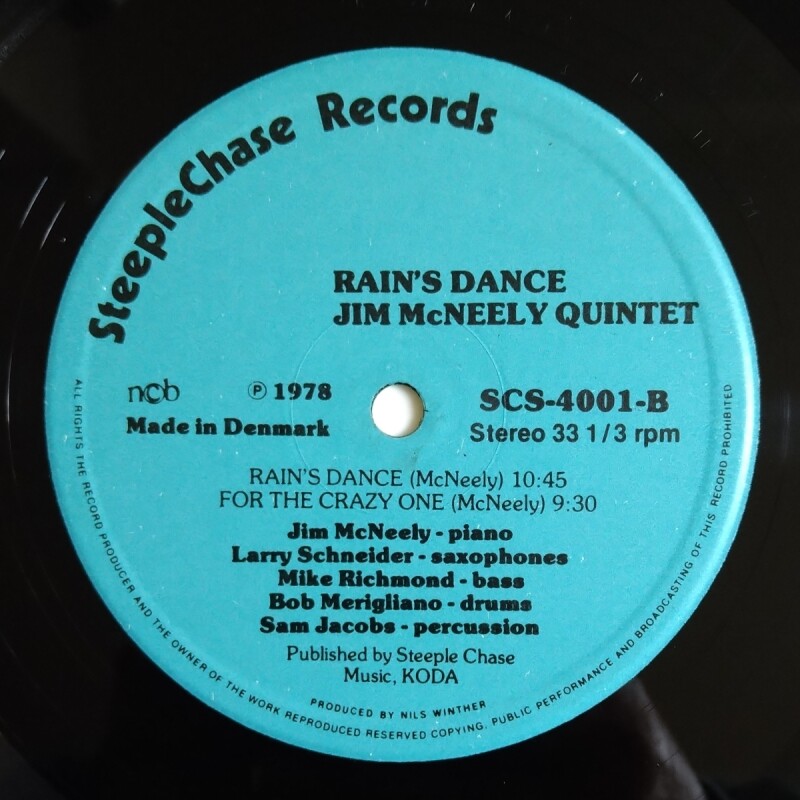 SteepleChase Records
RAIN'S DANCE
JIM McNEELY QUINTET
ncb ℗ 1978
Made in Denmark
SCS-4001-B
Stereo 33 1/3 rpm
RAIN'S DANCE (McNeely) 10:45
FOR THE CRAZY ONE (McNeely) 9:30
Jim McNeely - piano
Larry Schneider - saxophones
Mike Richmond - bass
Bob Merigliano - drums
Sam Jacobs - percussion
Published by Steeple Chase
Music, KODA
PRODUCED BY NILS WINTHER
ALL RIGHTS THE RECORD PRODUCER AND THE OWNER OF THE WORK REPRODUCED RESERVED COPYING, PUBLIC PERFORMANCE AND BROADCASTING OF THIS RECORD PROHIBITED